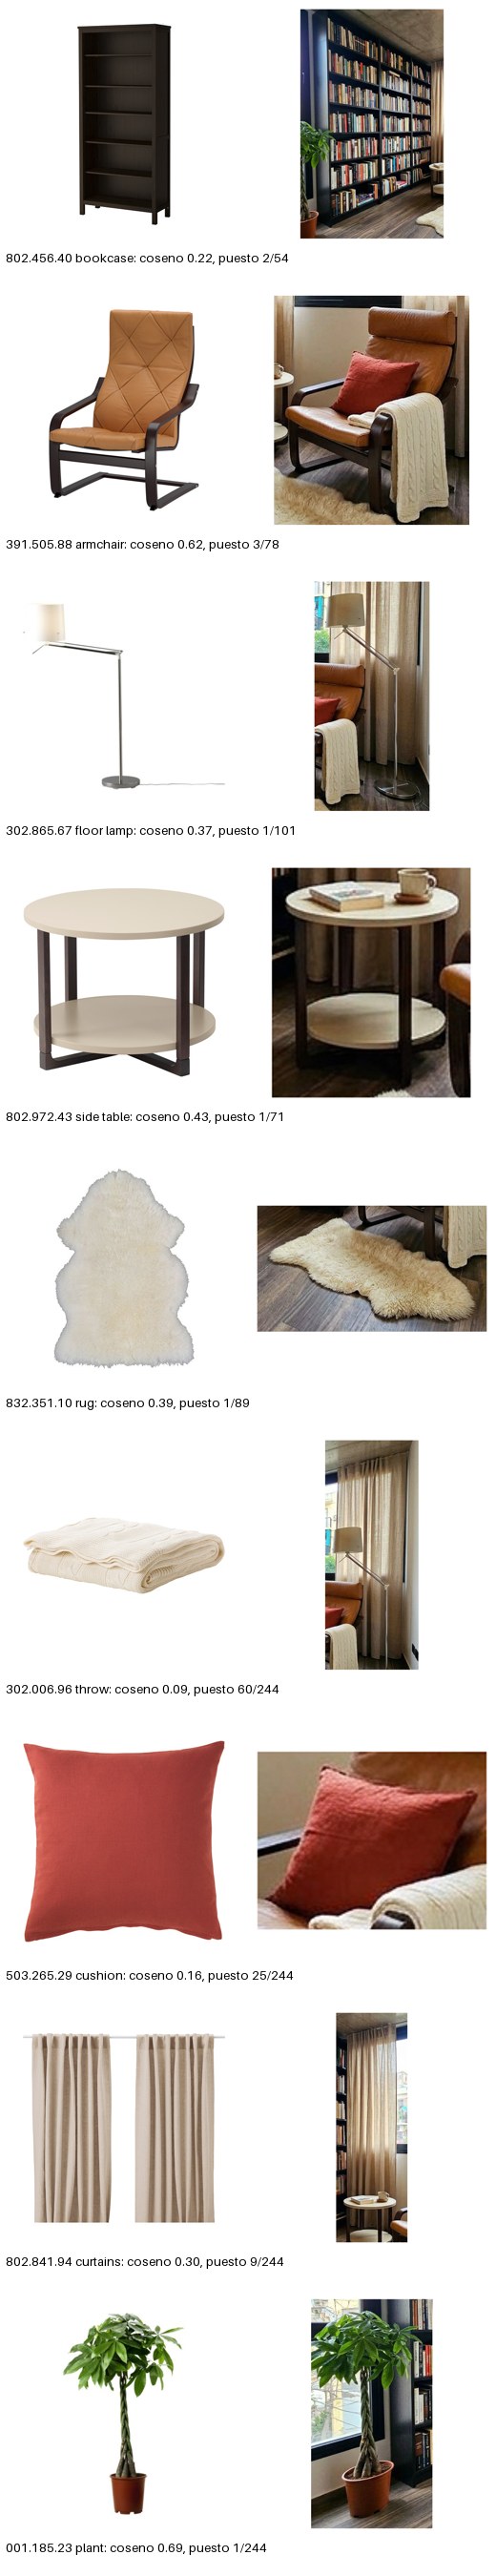 802.456.40 bookcase: coseno 0.22, puesto 2/54
391.505.88 armchair: coseno 0.62, puesto 3/78
302.865.67 floor lamp: coseno 0.37, puesto 1/101
802.972.43 side table: coseno 0.43, puesto 1/71
832.351.10 rug: coseno 0.39, puesto 1/89
302.006.96 throw: coseno 0.09, puesto 60/244
503.265.29 cushion: coseno 0.16, puesto 25/244
802.841.94 curtains: coseno 0.30, puesto 9/244
001.185.23 plant: coseno 0.69, puesto 1/244